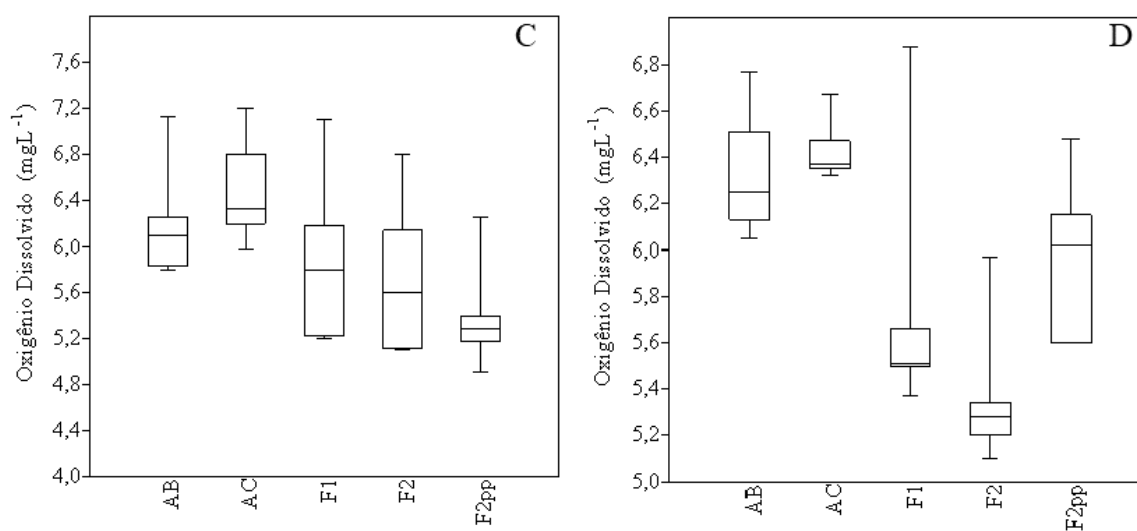 C
Oxigênio Dissolvido (mgL⁻¹)
7,6
7,2
6,8
6,4
6,0
5,6
5,2
4,8
4,4
4,0
AB
AC
F1
F2
F2pp
D
Oxigênio Dissolvido (mgL⁻¹)
6,8
6,6
6,4
6,2
6,0
5,8
5,6
5,4
5,2
5,0
AB
AC
F1
F2
F2pp